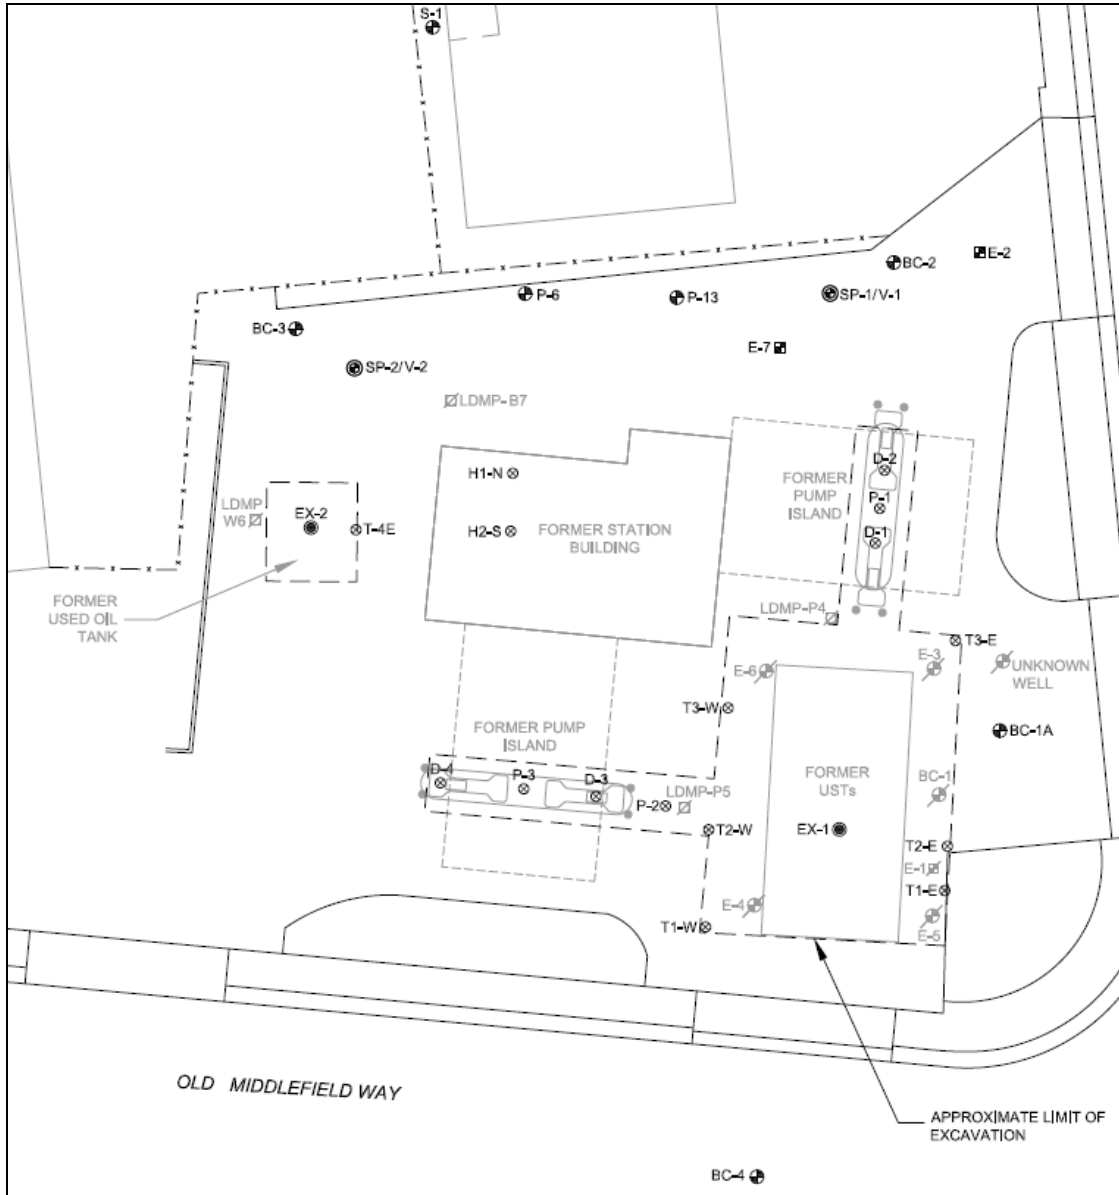 S-1
BC-2
E-2
P-6
P-13
SP-1/V-1
BC-3
E-7
SP-2/V-2
LDMP-B7
H1-N
D-2
FORMER
PUMP
ISLAND
P-1
LDMP
W6
EX-2
T-4E
H2-S
FORMER STATION
BUILDING
D-1
FORMER
USED OIL
TANK
LDMP-P4
T3-E
E-6
E-3
UNKNOWN
WELL
T3-W
FORMER PUMP
ISLAND
BC-1A
D-4
P-3
D-3
FORMER
USTs
BC-1
P-2
LDMP-P5
T2-W
EX-1
T2-E
E-1
T1-E
E-4
T1-W
E-5
OLD MIDDLEFIELD WAY
APPROXIMATE LIMIT OF
EXCAVATION
BC-4